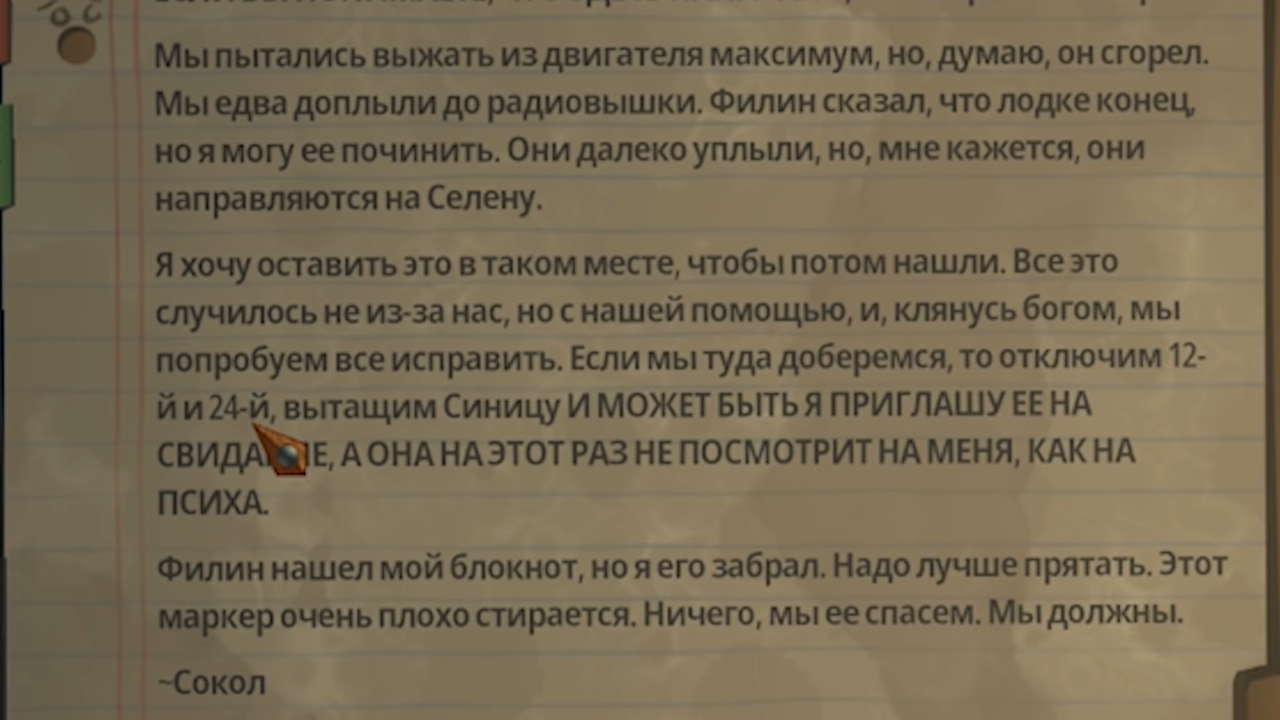 Мы пытались выжать из двигателя максимум, но, думаю, он сгорел.
Мы едва доплыли до радиовышки. Филин сказал, что лодке конец,
но я могу ее починить. Они далеко уплыли, но, мне кажется, они
направляются на Селену.
Я хочу оставить это в таком месте, чтобы потом нашли. Все это
случилось не из-за нас, но с нашей помощью, и, клянусь богом, мы
попробуем все исправить. Если мы туда доберемся, то отключим 12-
й и 24-й, вытащим Синицу И МОЖЕТ БЫТЬ Я ПРИГЛАШУ ЕЕ НА
СВИДАНИЕ, А ОНА НА ЭТОТ РАЗ НЕ ПОСМОТРИТ НА МЕНЯ, КАК НА
ПСИХА.
Филин нашел мой блокнот, но я его забрал. Надо лучше прятать. Этот
маркер очень плохо стирается. Ничего, мы ее спасем. Мы должны.
~Сокол